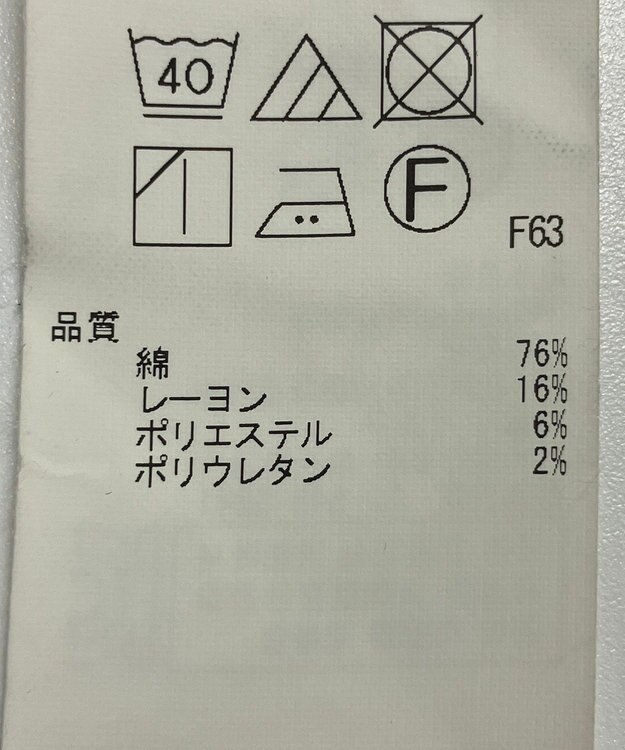 40
F
F63
品質
綿 76%
レーヨン 16%
ポリエステル 6%
ポリウレタン 2%